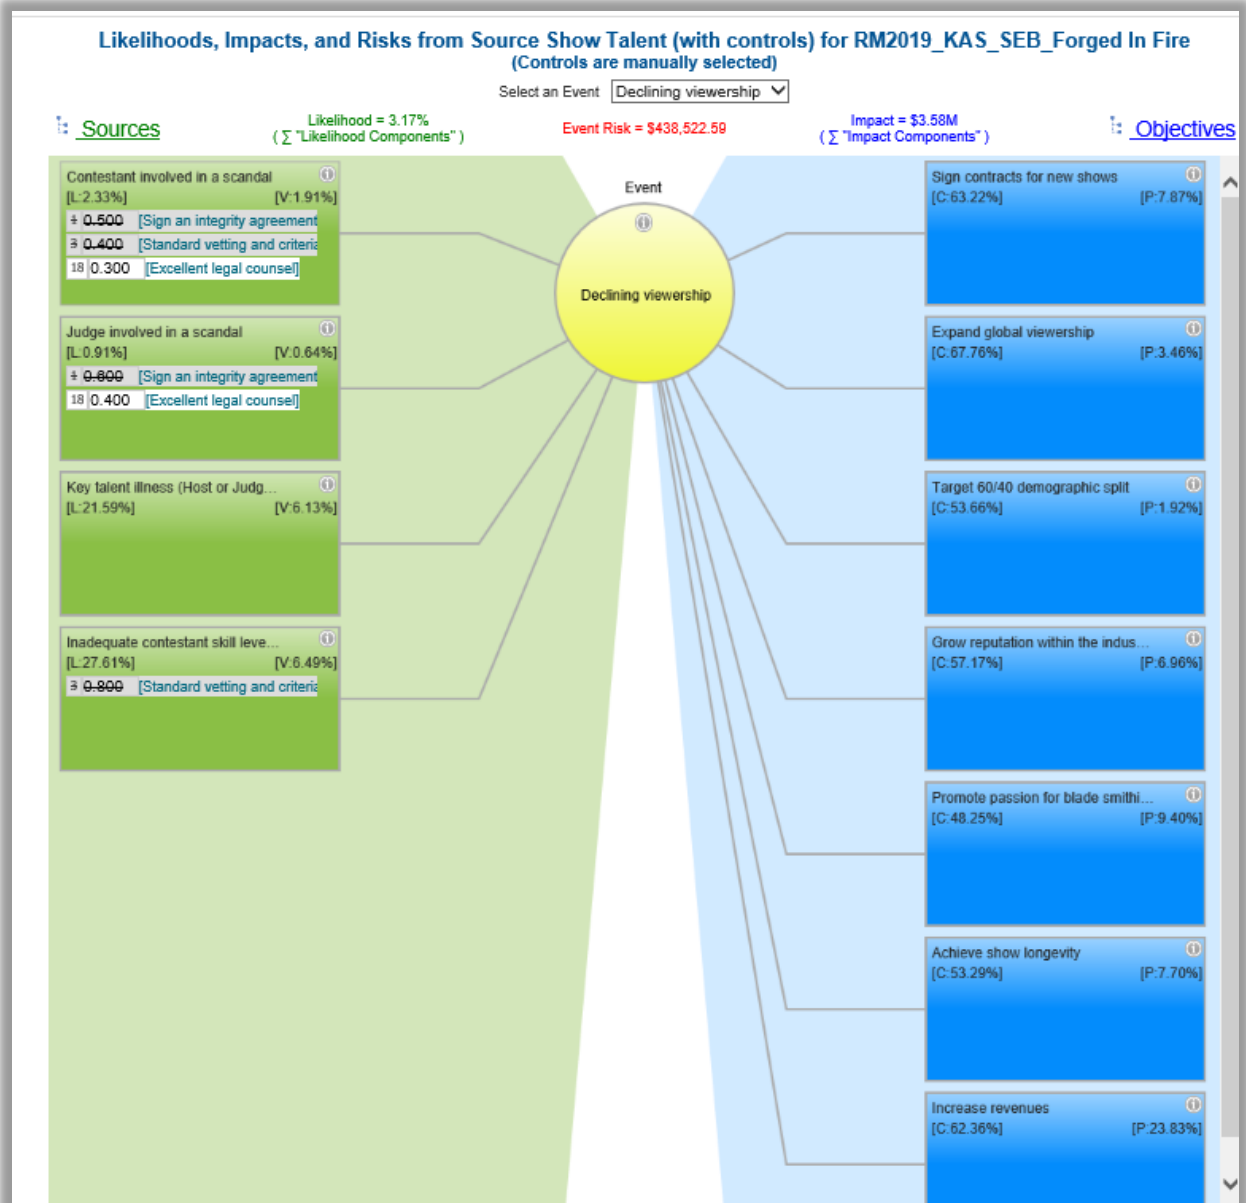 Likelihoods, Impacts, and Risks from Source Show Talent (with controls) for RM2019_KAS_SEB_Forged In Fire
(Controls are manually selected)
Select an Event Declining viewership
Sources
Likelihood = 3.17%
( ∑ "Likelihood Components" )
Event Risk = $438,522.59
Impact = $3.58M
( ∑ "Impact Components" )
Objectives
Contestant involved in a scandal
[L:2.33%] [V:1.91%]
1 0.500 [Sign an integrity agreement
3 0.400 [Standard vetting and criteria
18 0.300 [Excellent legal counsel]
Judge involved in a scandal
[L:0.91%] [V:0.64%]
1 0.600 [Sign an integrity agreement
18 0.400 [Excellent legal counsel]
Key talent illness (Host or Judg...
[L:21.59%] [V:6.13%]
Inadequate contestant skill leve...
[L:27.61%] [V:6.49%]
3 0.800 [Standard vetting and criteria
Event
Declining viewership
Sign contracts for new shows
[C:63.22%] [P:7.87%]
Expand global viewership
[C:67.76%] [P:3.46%]
Target 60/40 demographic split
[C:53.66%] [P:1.92%]
Grow reputation within the indus...
[C:57.17%] [P:6.96%]
Promote passion for blade smithi...
[C:48.25%] [P:9.40%]
Achieve show longevity
[C:53.29%] [P:7.70%]
Increase revenues
[C:62.36%] [P:23.83%]